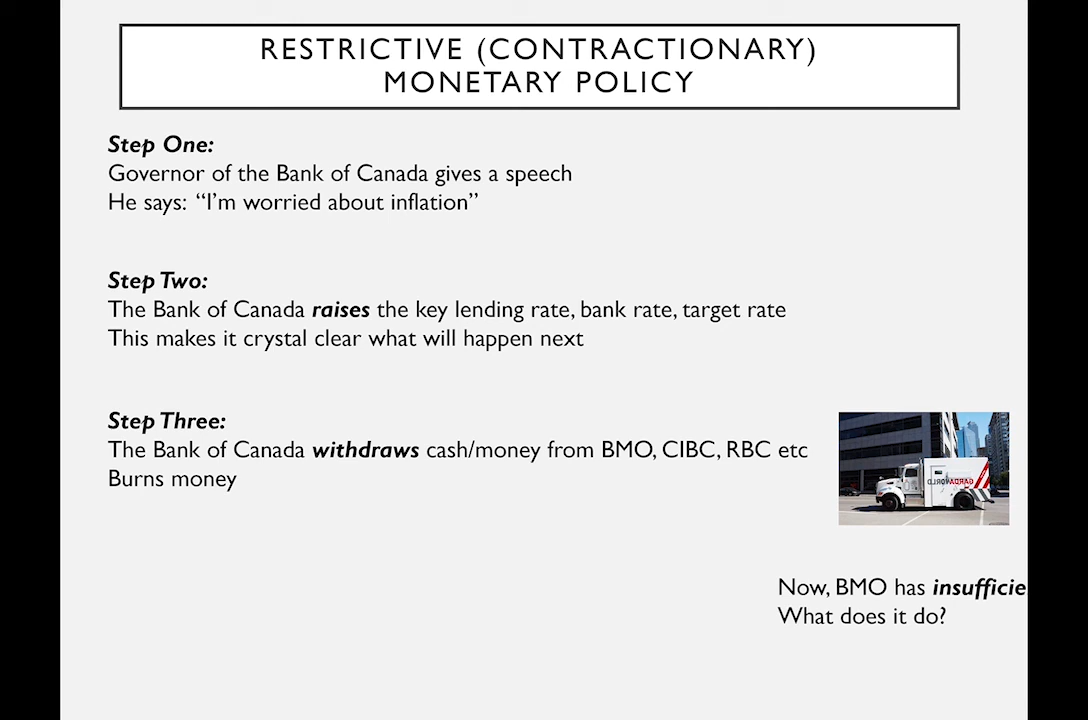 RESTRICTIVE (CONTRACTIONARY)
MONETARY POLICY
Step One:
Governor of the Bank of Canada gives a speech
He says: “I’m worried about inflation”
Step Two:
The Bank of Canada raises the key lending rate, bank rate, target rate
This makes it crystal clear what will happen next
Step Three:
The Bank of Canada withdraws cash/money from BMO, CIBC, RBC etc
Burns money
GARDAWORLD
Now, BMO has insufficie
What does it do?